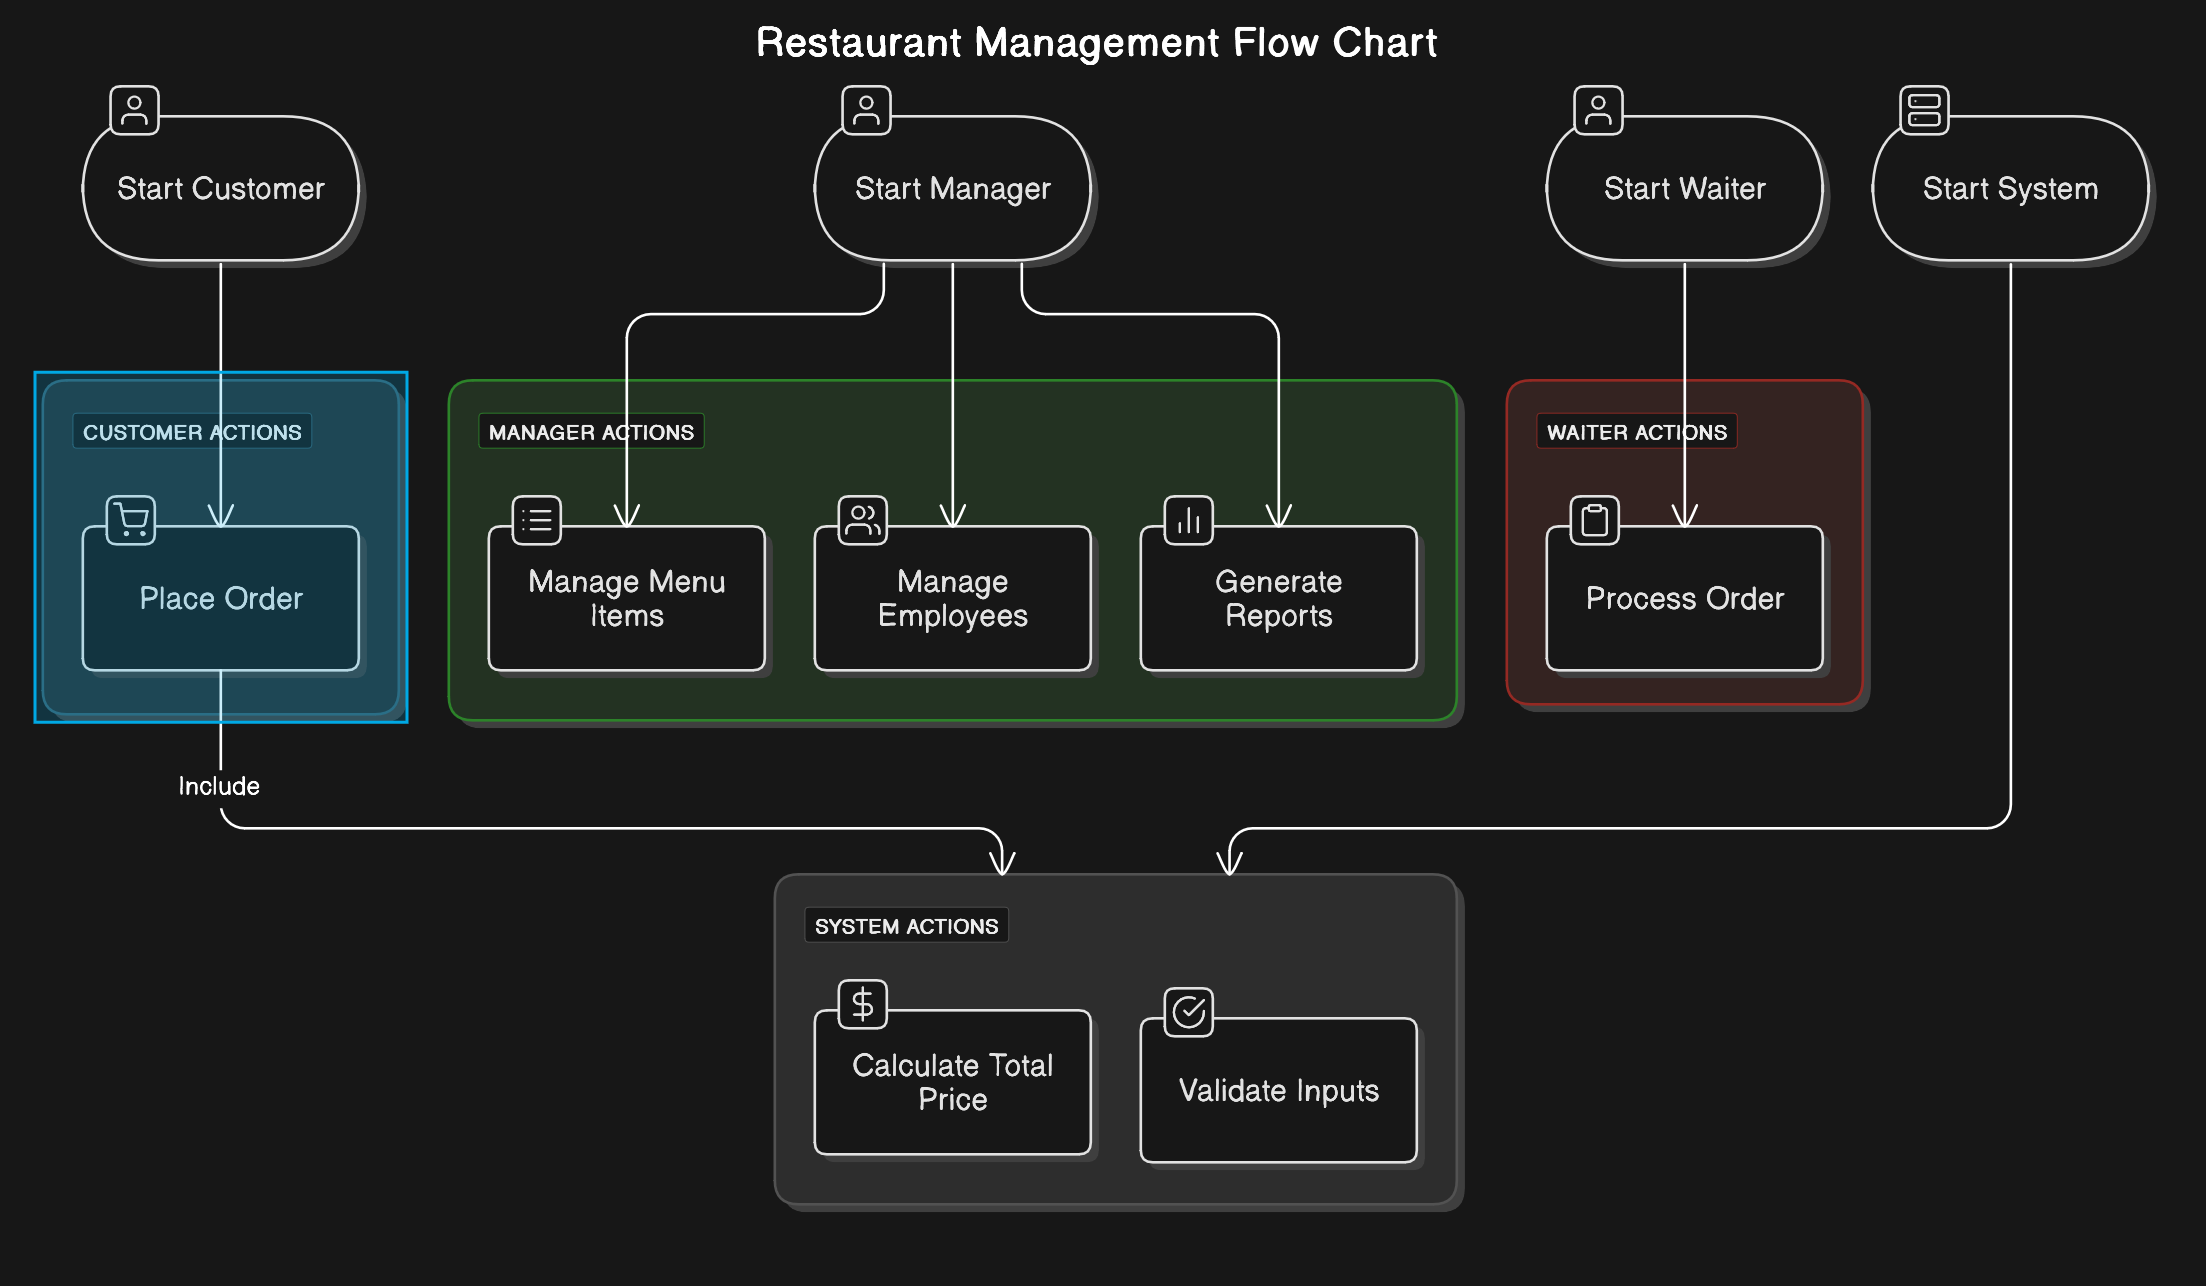 Restaurant Management Flow Chart
Start Customer
Start Manager
Start Waiter
Start System
CUSTOMER ACTIONS
MANAGER ACTIONS
WAITER ACTIONS
Place Order
Manage Menu
Items
Manage
Employees
Generate
Reports
Process Order
Include
SYSTEM ACTIONS
Calculate Total
Price
Validate Inputs